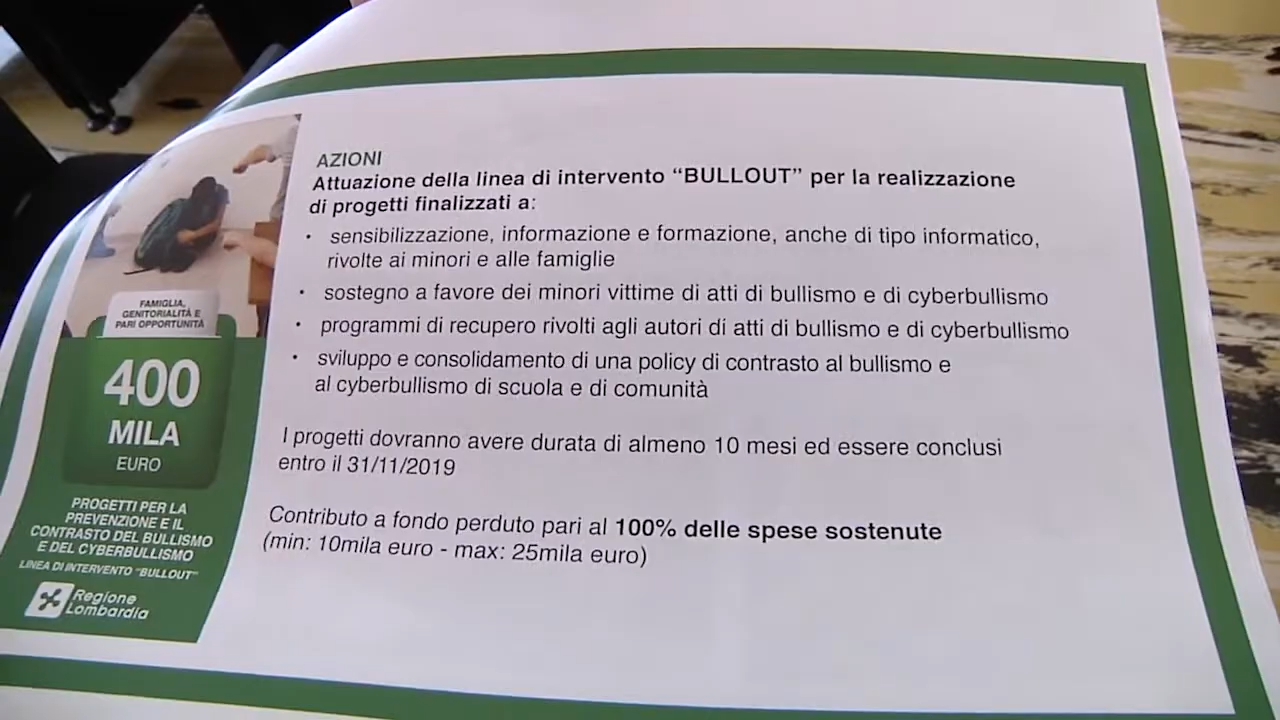 AZIONI
Attuazione della linea di intervento “BULLOUT” per la realizzazione
di progetti finalizzati a:
• sensibilizzazione, informazione e formazione, anche di tipo informatico,
rivolte ai minori e alle famiglie
• sostegno a favore dei minori vittime di atti di bullismo e di cyberbullismo
• programmi di recupero rivolti agli autori di atti di bullismo e di cyberbullismo
• sviluppo e consolidamento di una policy di contrasto al bullismo e
al cyberbullismo di scuola e di comunità
I progetti dovranno avere durata di almeno 10 mesi ed essere conclusi
entro il 31/11/2019
Contributo a fondo perduto pari al 100% delle spese sostenute
(min: 10mila euro - max: 25mila euro)
FAMIGLIA,
GENITORIALITÀ E
PARI OPPORTUNITÀ
400
MILA
EURO
PROGETTI PER LA
PREVENZIONE E IL
CONTRASTO DEL BULLISMO
E DEL CYBERBULLISMO
LINEA DI INTERVENTO “BULLOUT”
Regione
Lombardia